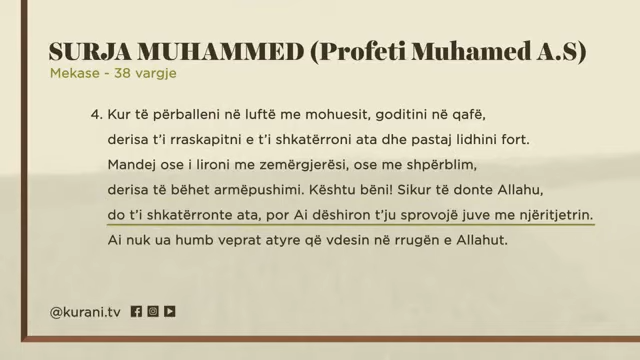 SURJA MUHAMMED (Profeti Muhamed A.S)
Mekase - 38 vargje
4. Kur të përballeni në luftë me mohuesit, goditini në qafë,
derisa t'i rraskapitni e t'i shkatërroni ata dhe pastaj lidhini fort.
Mandej ose i lironi me zemërgjerësi, ose me shpërblim,
derisa të bëhet armëpushimi. Kështu bëni! Sikur të donte Allahu,
do t'i shkatërronte ata, por Ai dëshiron t'ju sprovojë juve me njëritjetrin.
Ai nuk ua humb veprat atyre që vdesin në rrugën e Allahut.
@kurani.tv